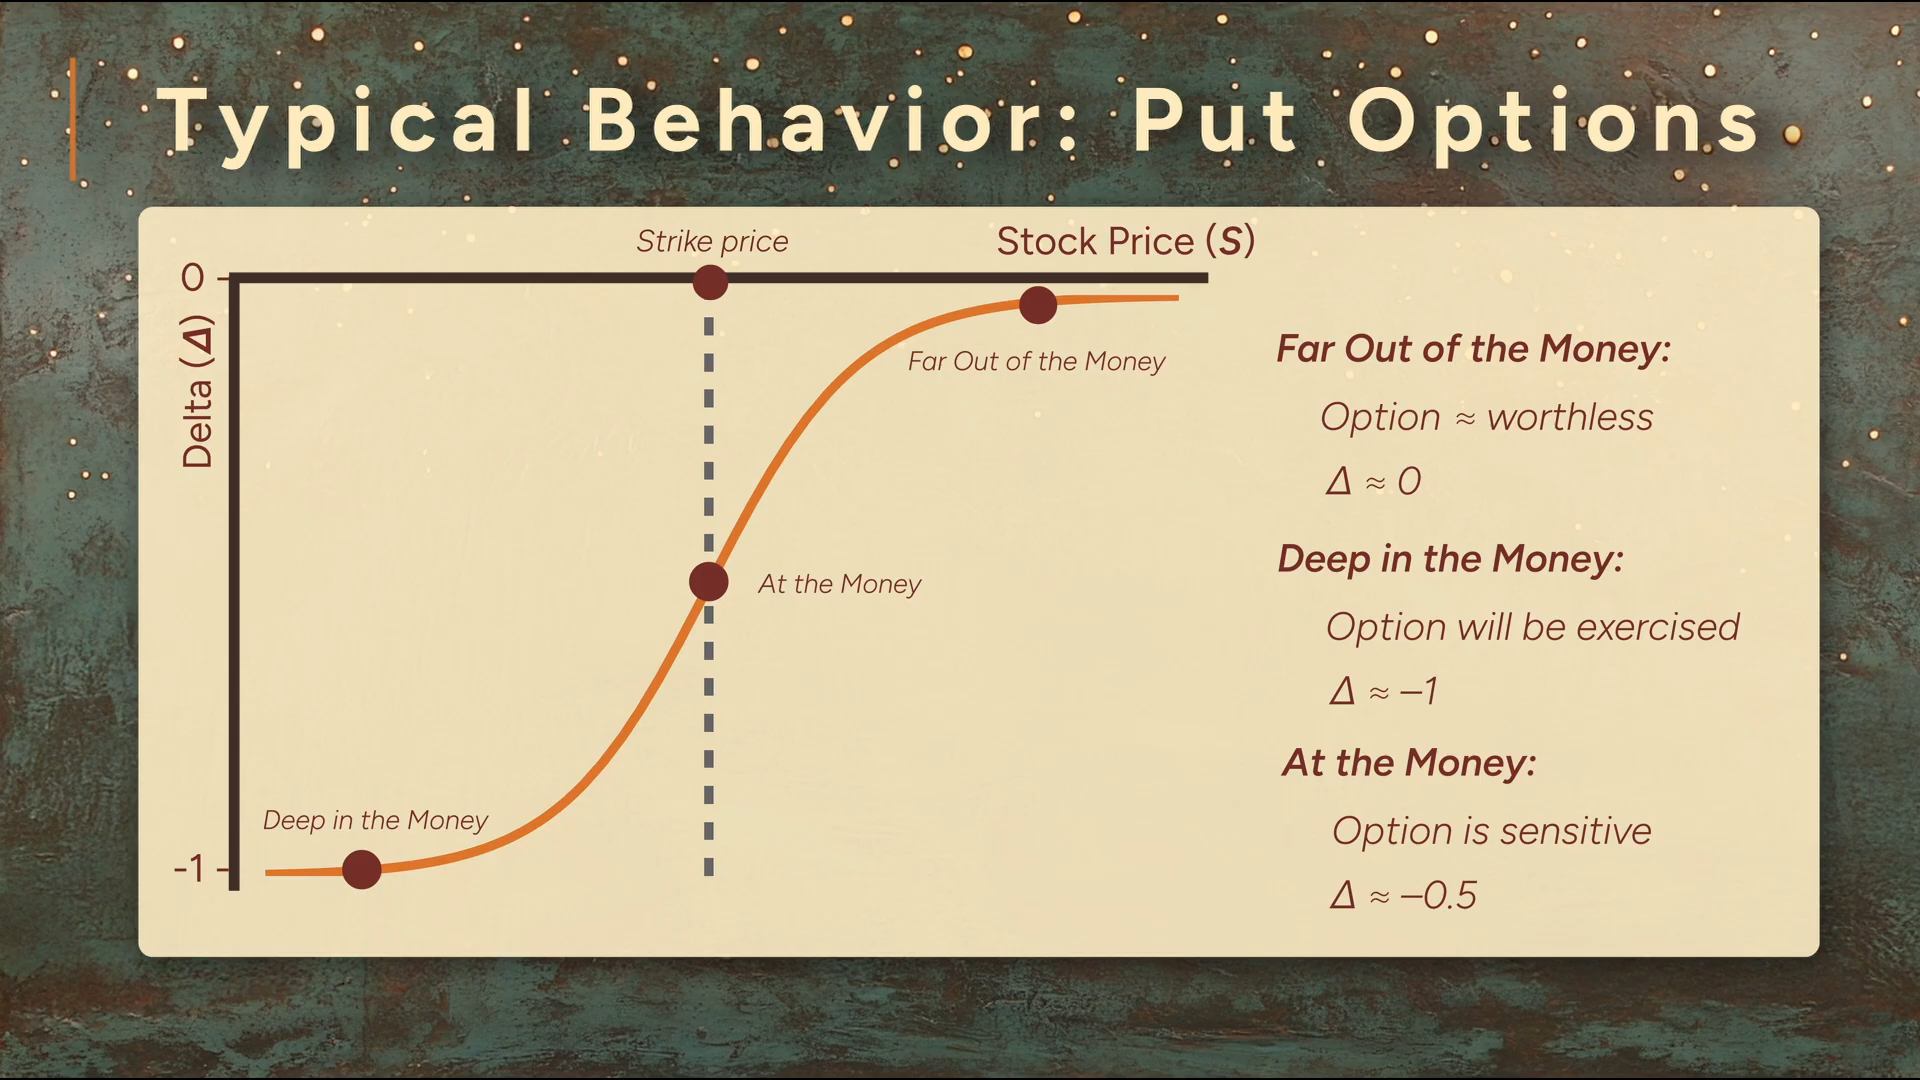 Typical Behavior: Put Options
Strike price
Stock Price (S)
0
Delta (Δ)
Far Out of the Money
At the Money
Deep in the Money
-1
Far Out of the Money:
Option ≈ worthless
Δ ≈ 0
Deep in the Money:
Option will be exercised
Δ ≈ –1
At the Money:
Option is sensitive
Δ ≈ –0.5